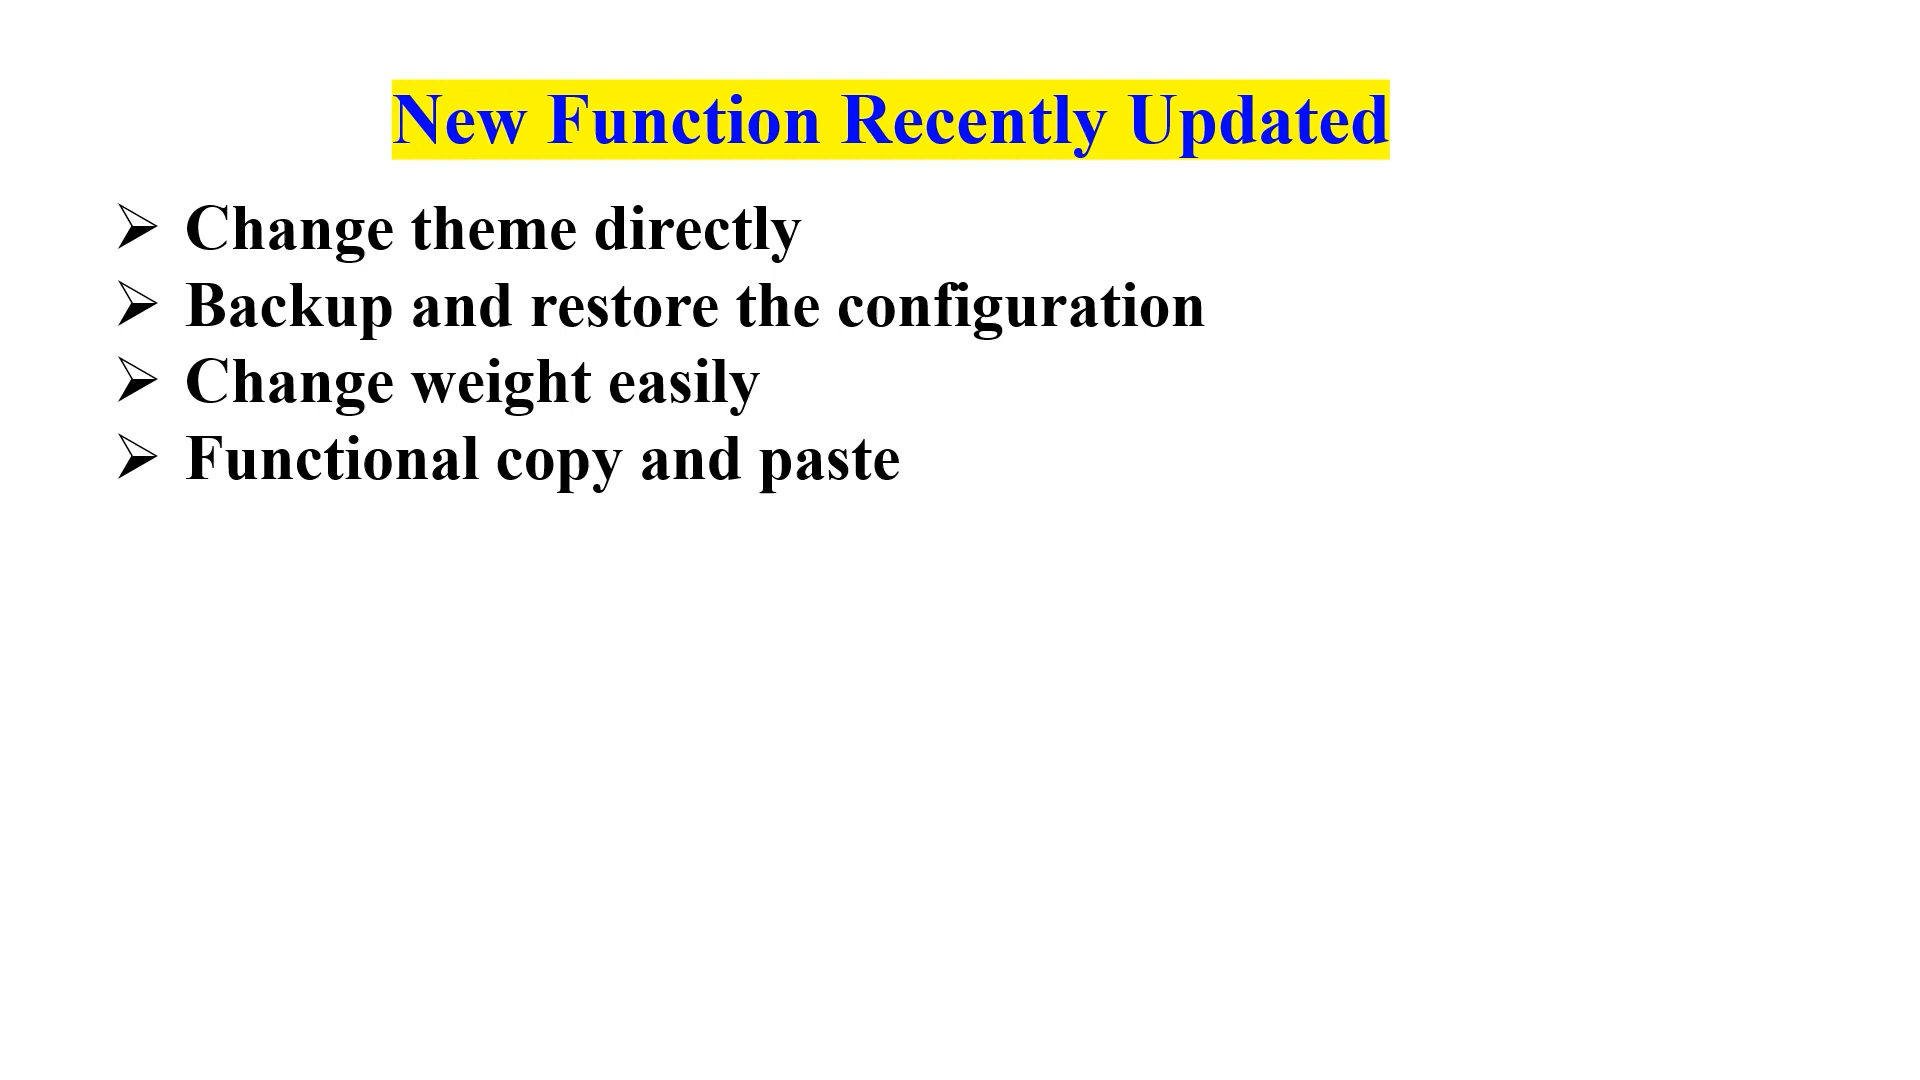 New Function Recently Updated
➢ Change theme directly
➢ Backup and restore the configuration
➢ Change weight easily
➢ Functional copy and paste